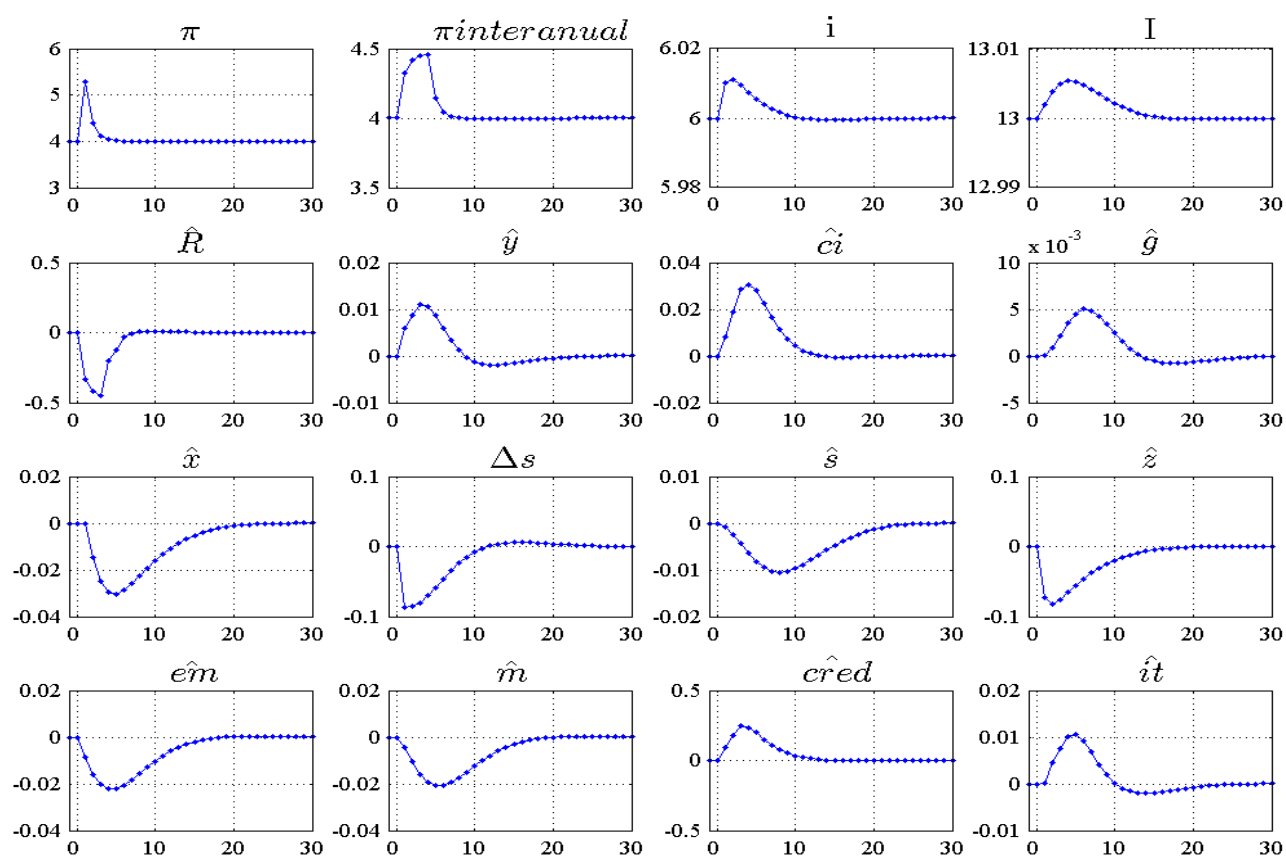 π π interanual i I
6 4.5 6.02 13.01
5
4 4 6 13
3 3.5 5.98 12.99
0 10 20 30 0 10 20 30 0 10 20 30 0 10 20 30
R̂ ŷ ĉi x 10⁻³ ĝ
0.5 0.02 0.04 10
0.01 0.02 5
0 0 0 0
-0.5 -0.01 -0.02 -5
0 10 20 30 0 10 20 30 0 10 20 30 0 10 20 30
x̂ Δs ŝ ẑ
0.02 0.1 0.01 0.1
0 0 0 0
-0.02 -0.01
-0.04 -0.1 -0.02 -0.1
0 10 20 30 0 10 20 30 0 10 20 30 0 10 20 30
êm m̂ cr̂edît
0.02 0.02 0.5 0.02
0 0 0.01
-0.02 -0.02 0 0
-0.04 -0.04 -0.5 -0.01
0 10 20 30 0 10 20 30 0 10 20 30 0 10 20 30